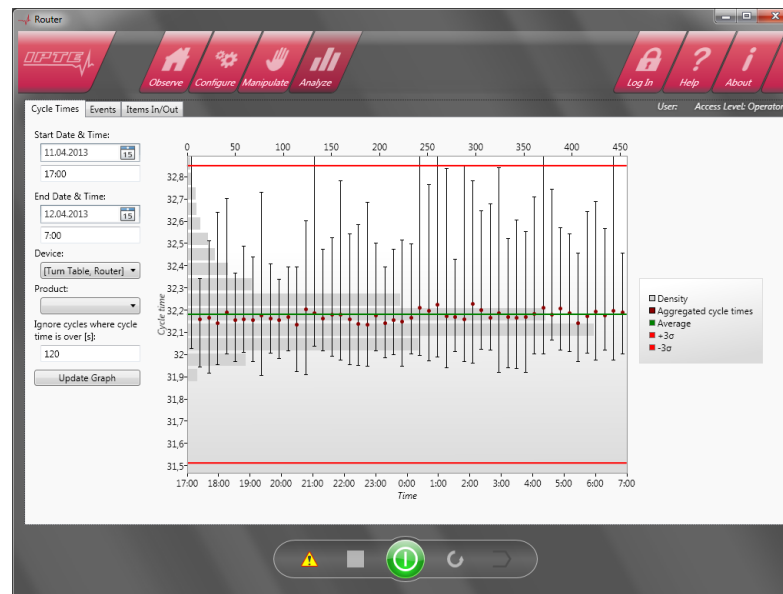 Router
IPTE
Observe
Configure
Manipulate
Analyze
Log In
Help
About
Cycle Times
Events
Items In/Out
User:
Access Level: Operator
Start Date & Time:
11.04.2013
15
17:00
End Date & Time:
12.04.2013
15
7:00
Device:
[Turn Table, Router]
Product:
Ignore cycles where cycle
time is over [s]:
120
Update Graph
0 50 100 150 200 250 300 350 400 450
32,8
32,7
32,6
32,5
32,4
32,3
32,2
32,1
32
31,9
31,8
31,7
31,6
31,5
Cycle time
17:00 18:00 19:00 20:00 21:00 22:00 23:00 0:00 1:00 2:00 3:00 4:00 5:00 6:00 7:00
Time
Density
Aggregated cycle times
Average
+3σ
-3σ